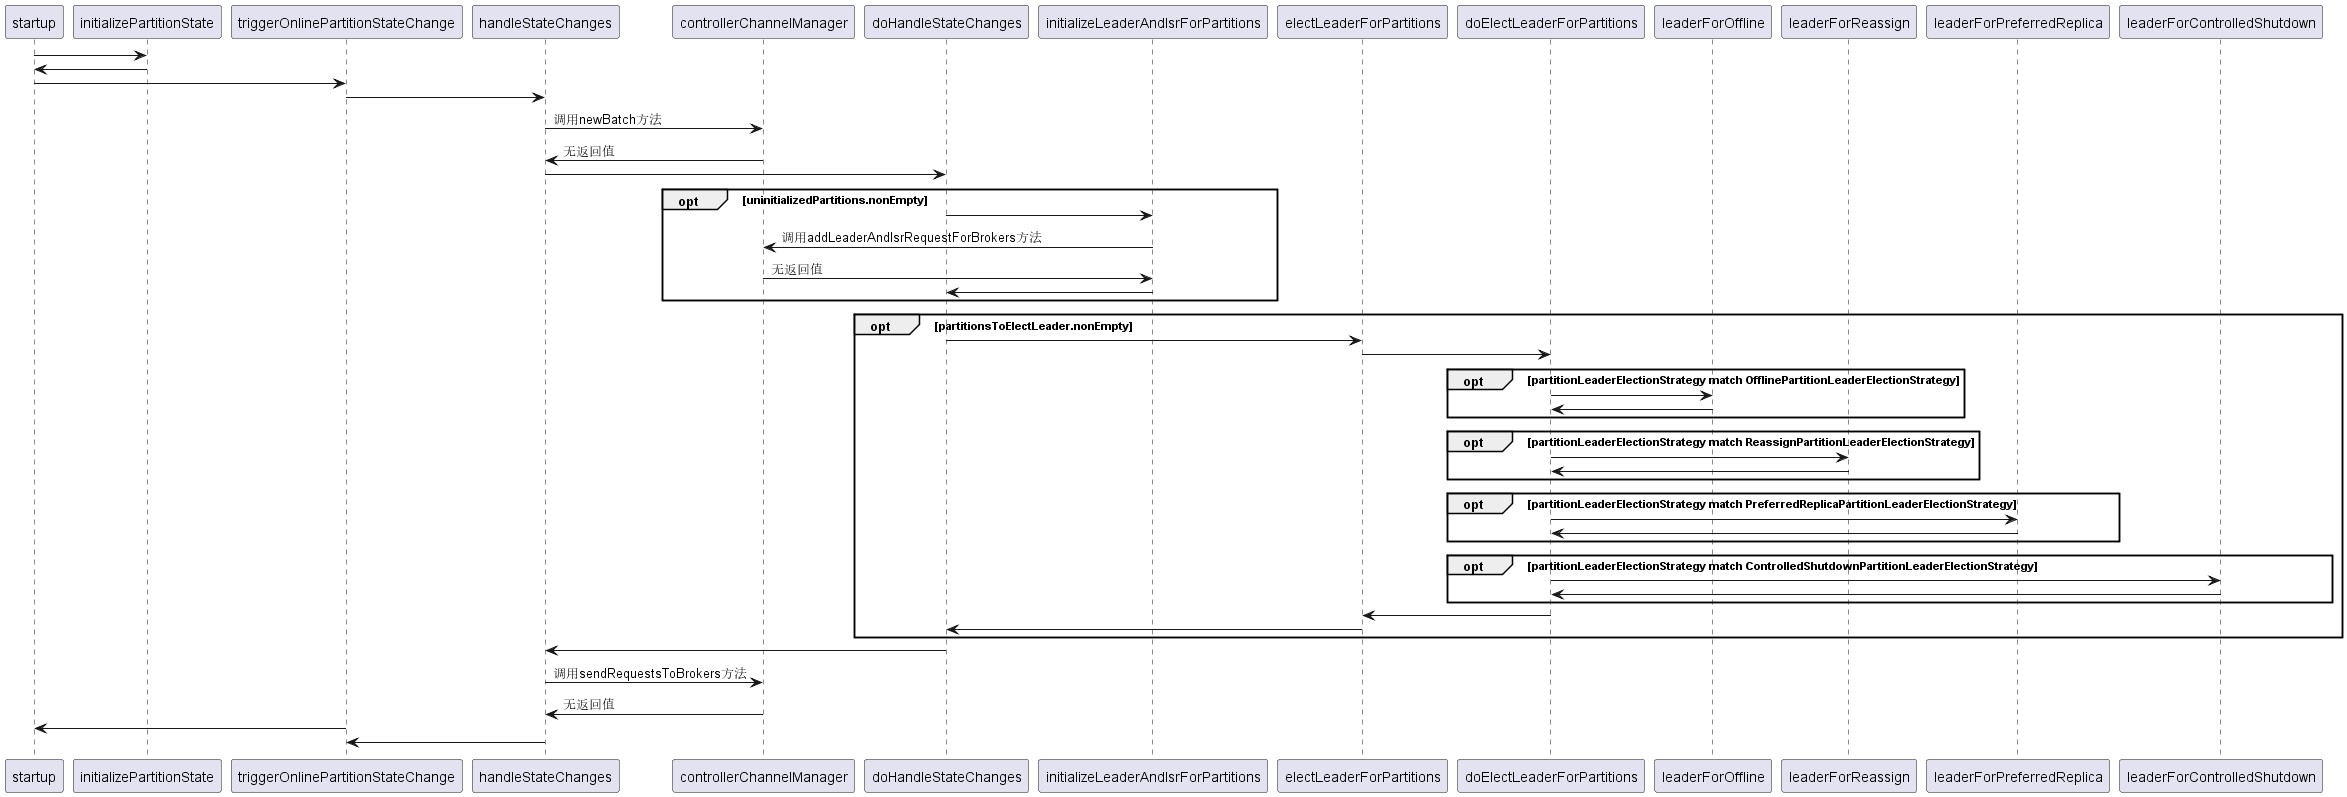 startup
initializePartitionState
triggerOnlinePartitionStateChange
handleStateChanges
controllerChannelManager
doHandleStateChanges
initializeLeaderAndIsrForPartitions
electLeaderForPartitions
doElectLeaderForPartitions
leaderForOffline
leaderForReassign
leaderForPreferredReplica
leaderForControlledShutdown
调用newBatch方法
无返回值
opt
[uninitializedPartitions.nonEmpty]
调用addLeaderAndIsrRequestForBrokers方法
无返回值
opt
[partitionsToElectLeader.nonEmpty]
opt
[partitionLeaderElectionStrategy match OfflinePartitionLeaderElectionStrategy]
opt
[partitionLeaderElectionStrategy match ReassignPartitionLeaderElectionStrategy]
opt
[partitionLeaderElectionStrategy match PreferredReplicaPartitionLeaderElectionStrategy]
opt
[partitionLeaderElectionStrategy match ControlledShutdownPartitionLeaderElectionStrategy]
调用sendRequestsToBrokers方法
无返回值
startup
initializePartitionState
triggerOnlinePartitionStateChange
handleStateChanges
controllerChannelManager
doHandleStateChanges
initializeLeaderAndIsrForPartitions
electLeaderForPartitions
doElectLeaderForPartitions
leaderForOffline
leaderForReassign
leaderForPreferredReplica
leaderForControlledShutdown